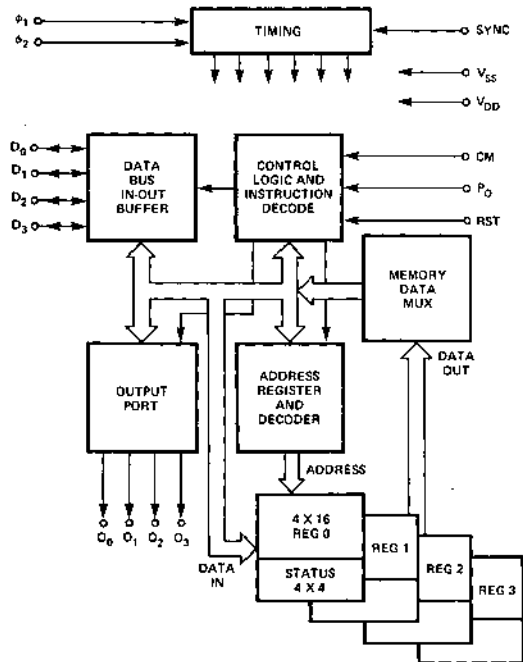 ϕ1
ϕ2
TIMING
SYNC
VSS
VDD
D0
D1
D2
D3
DATA
BUS
IN-OUT
BUFFER
CONTROL
LOGIC AND
INSTRUCTION
DECODE
CM
P0
RST
MEMORY
DATA
MUX
OUTPUT
PORT
ADDRESS
REGISTER
AND
DECODER
DATA
OUT
ADDRESS
O0
O1
O2
O3
DATA
IN
4 X 16
REG 0
STATUS
4 X 4
REG 1
REG 2
REG 3